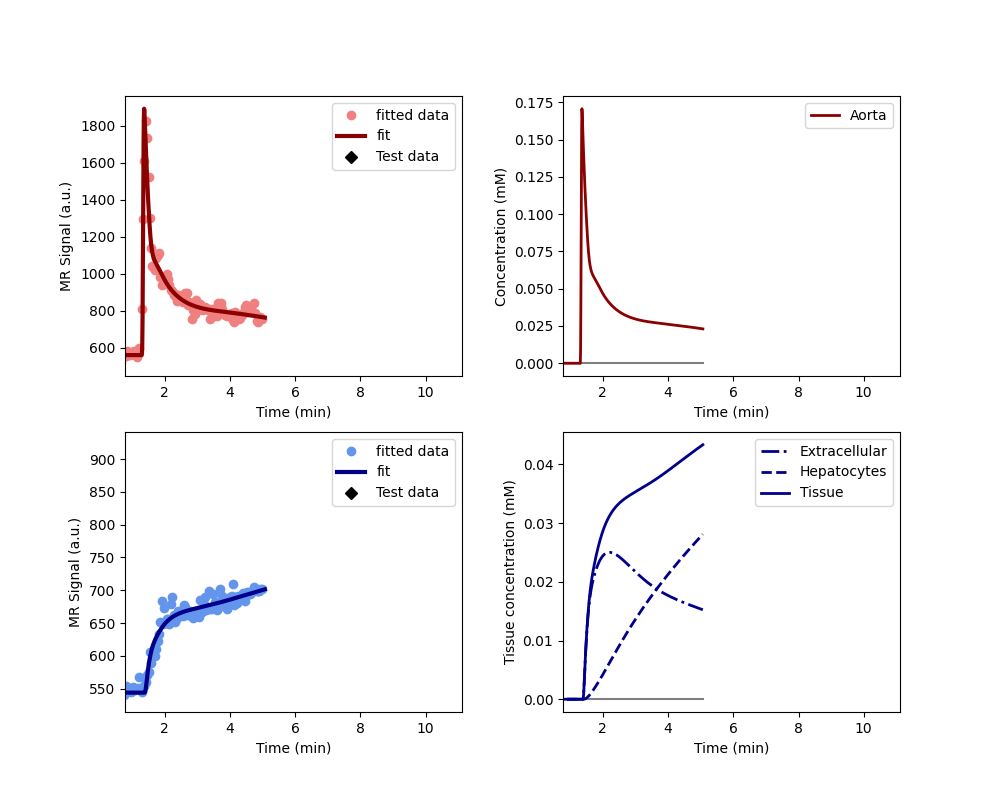 1800
1600
1400
1200
1000
800
600
MR Signal (a.u.)
2 4 6 8 10
Time (min)
fitted data
fit
Test data
0.175
0.150
0.125
0.100
0.075
0.050
0.025
0.000
Concentration (mM)
2 4 6 8 10
Time (min)
Aorta
900
850
800
750
700
650
600
550
MR Signal (a.u.)
2 4 6 8 10
Time (min)
fitted data
fit
Test data
0.04
0.03
0.02
0.01
0.00
Tissue concentration (mM)
2 4 6 8 10
Time (min)
Extracellular
Hepatocytes
Tissue